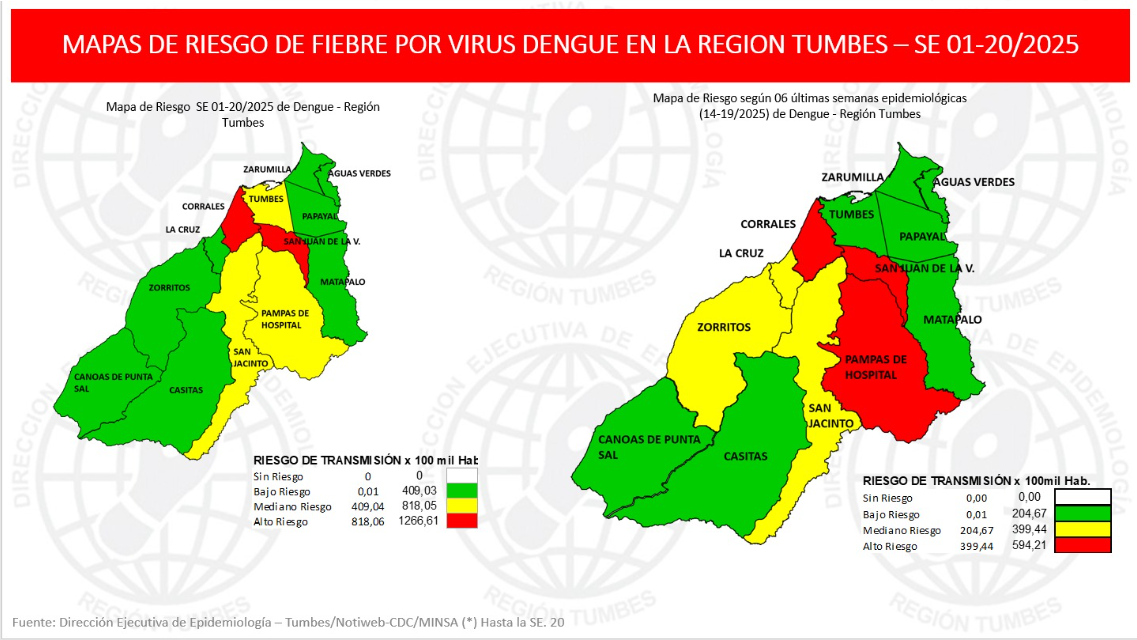 MAPAS DE RIESGO DE FIEBRE POR VIRUS DENGUE EN LA REGION TUMBES – SE 01-20/2025
Mapa de Riesgo SE 01-20/2025 de Dengue - Región
Tumbes
ZARUMILLA
AGUAS VERDES
TUMBES
CORRALES
PAPAYAL
LA CRUZ
SAN JUAN DE LA V.
ZORRITOS
MATAPALO
PAMPAS DE
HOSPITAL
SAN
JACINTO
CANOAS DE PUNTA
SAL
CASITAS
RIESGO DE TRANSMISIÓN x 100 mil Hab
Sin Riesgo 0 0
Bajo Riesgo 0,01 409,03
Mediano Riesgo 409,04 818,05
Alto Riesgo 818,06 1266,61
Mapa de Riesgo según 06 últimas semanas epidemiológicas
(14-19/2025) de Dengue - Región Tumbes
ZARUMILLA
AGUAS VERDES
TUMBES
CORRALES
PAPAYAL
LA CRUZ
SAN JUAN DE LA V.
MATAPALO
ZORRITOS
PAMPAS DE
HOSPITAL
SAN
JACINTO
CANOAS DE PUNTA
SAL
CASITAS
RIESGO DE TRANSMISIÓN x 100mil Hab.
Sin Riesgo 0,00 0,00
Bajo Riesgo 0,01 204,67
Mediano Riesgo 204,67 399,44
Alto Riesgo 399,44 594,21
Fuente: Dirección Ejecutiva de Epidemiología – Tumbes/Notiweb-CDC/MINSA (*) Hasta la SE. 20
REGIÓN TUMBES
REGIÓN TUMBES
REGIÓN TUMBES